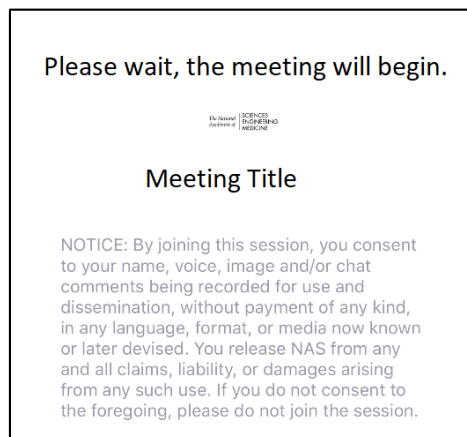 Please wait, the meeting will begin.
The National
Academies of
SCIENCES
ENGINEERING
MEDICINE
Meeting Title
NOTICE: By joining this session, you consent
to your name, voice, image and/or chat
comments being recorded for use and
dissemination, without payment of any kind,
in any language, format, or media now known
or later devised. You release NAS from any
and all claims, liability, or damages arising
from any such use. If you do not consent to
the foregoing, please do not join the session.